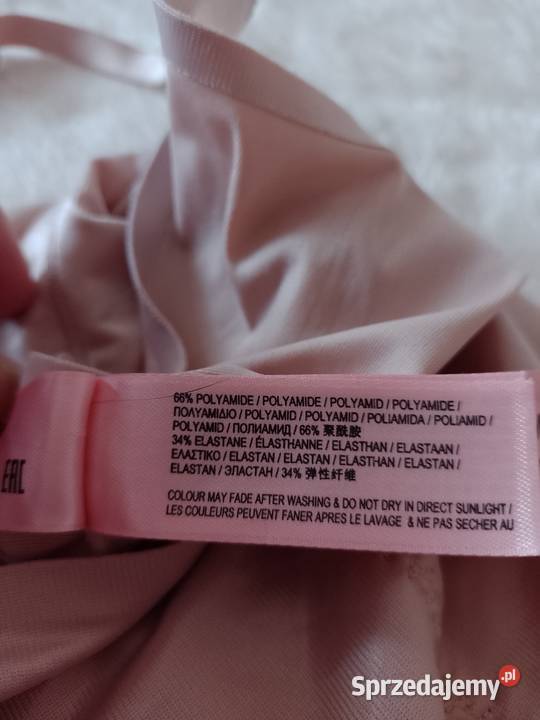 66% POLYAMIDE / POLYAMIDE / POLYAMID / POLYAMIDE /
ΠΟΛΥΑΜΙΔΙΟ / POLYAMID / POLYAMID / POLIAMIDA / POLIAMID /
POLYAMID / ПОЛИАМИД / 66% 聚酰胺
34% ELASTANE / ÉLASTHANNE / ELASTHAN / ELASTAAN /
ΕΛΑΣΤΙΚΟ / ELASTAN / ELASTAN / ELASTHAN / ELASTAN /
ELASTAN / ЭЛАСТАН / 34% 弹性纤维
COLOUR MAY FADE AFTER WASHING & DO NOT DRY IN DIRECT SUNLIGHT /
LES COULEURS PEUVENT FANER APRES LE LAVAGE & NE PAS SECHER AU
EAC
Sprzedajemy.pl